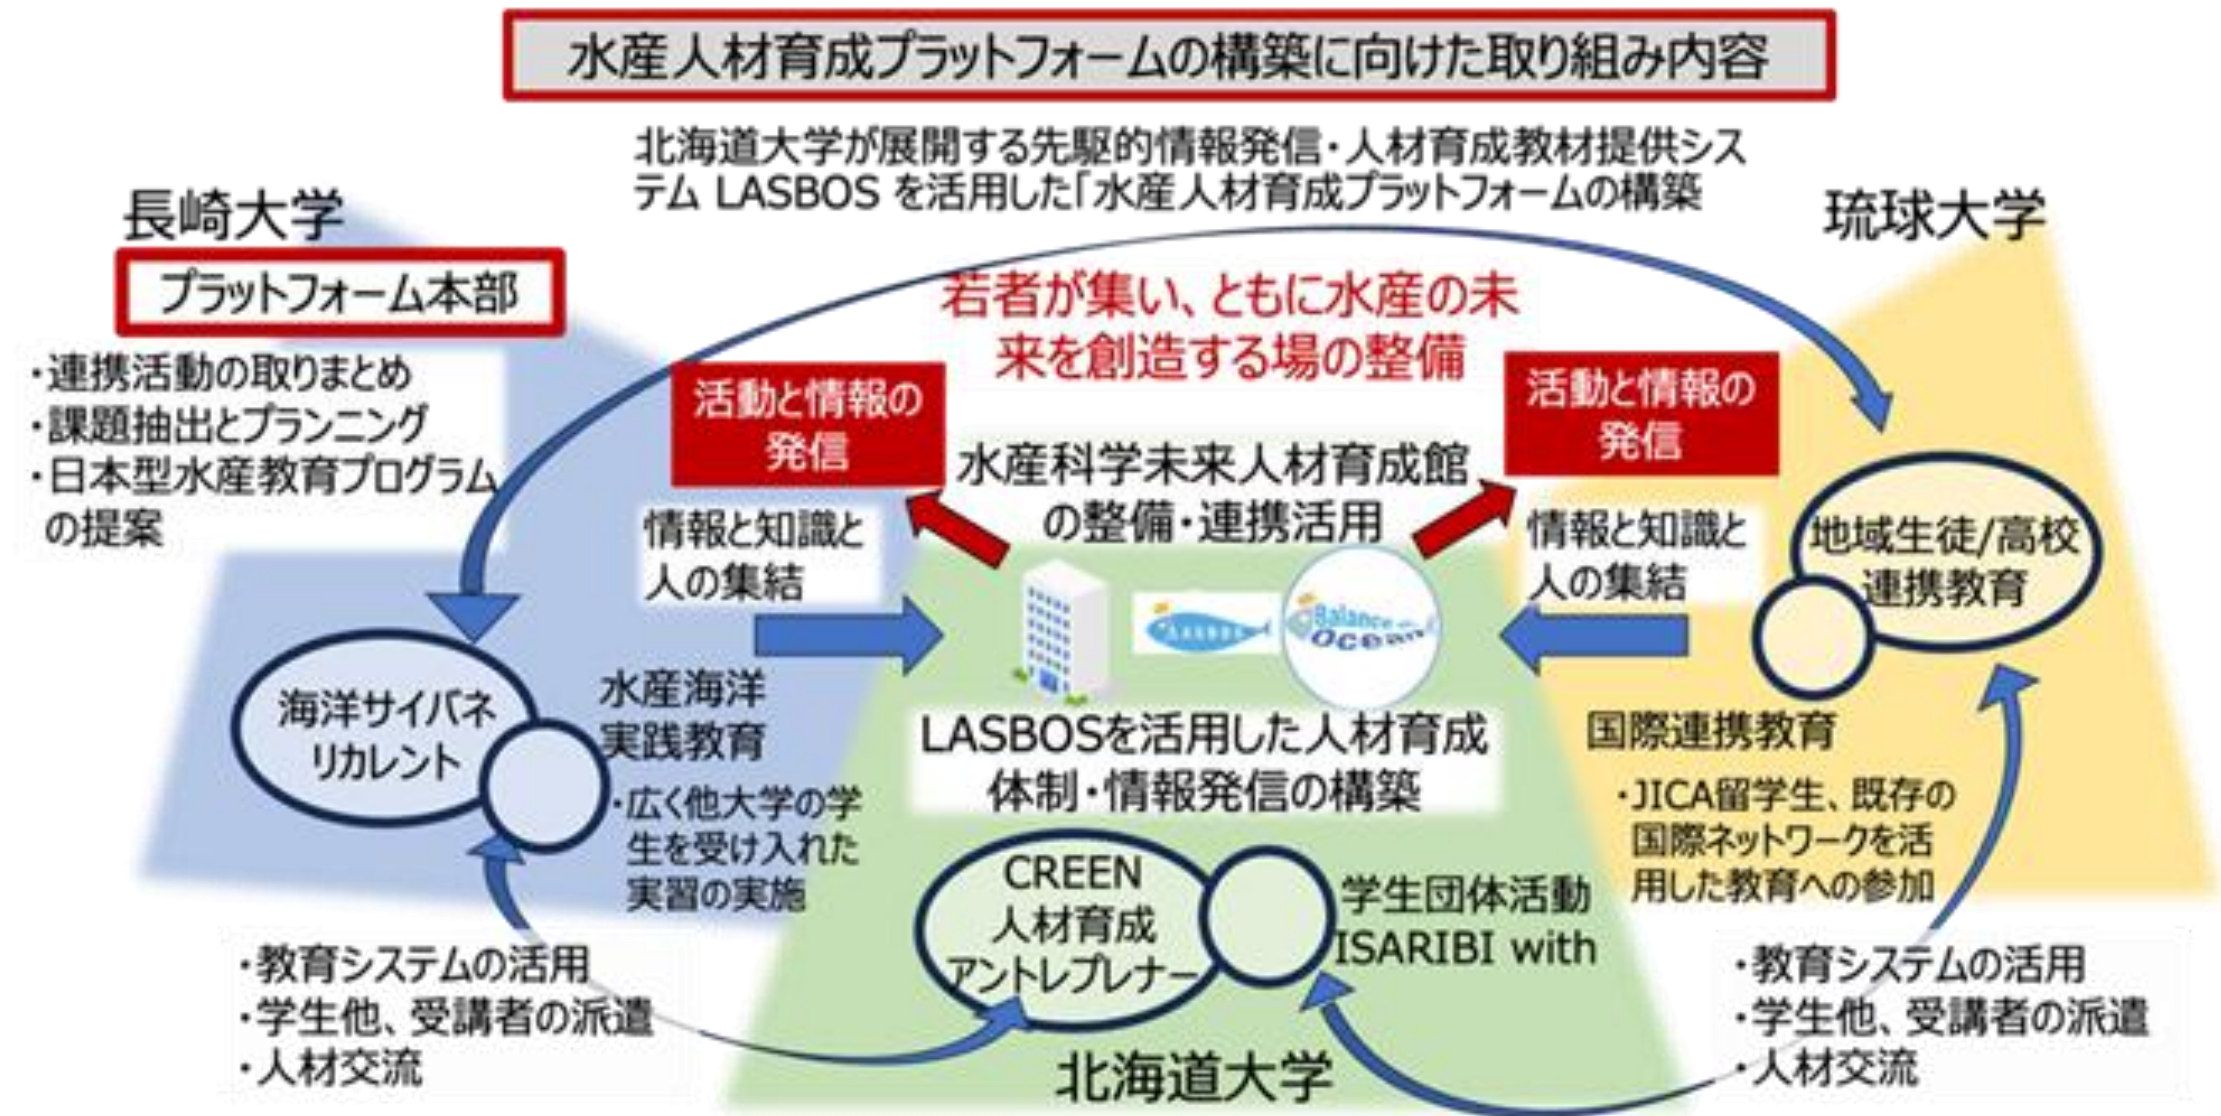 水産人材育成プラットフォームの構築に向けた取り組み内容
北海道大学が展開する先駆的情報発信・人材育成教材提供シス
テム LASBOS を活用した「水産人材育成プラットフォームの構築
長崎大学
プラットフォーム本部
・連携活動の取りまとめ
・課題抽出とプランニング
・日本型水産教育プログラム
の提案
琉球大学
若者が集い、ともに水産の未
来を創造する場の整備
活動と情報の
発信
活動と情報の
発信
水産科学未来人材育成館
の整備・連携活用
情報と知識と
人の集結
情報と知識と
人の集結
地域生徒/高校
連携教育
LASBOS
Balance
Ocean
海洋サイバネ
リカレント
水産海洋
実践教育
・広く他大学の学
生を受け入れた
実習の実施
LASBOSを活用した人材育成
体制・情報発信の構築
国際連携教育
・JICA留学生、既存の
国際ネットワークを活
用した教育への参加
CREEN
人材育成
アントレプレナー
学生団体活動
ISARIBI with
・教育システムの活用
・学生他、受講者の派遣
・人材交流
・教育システムの活用
・学生他、受講者の派遣
・人材交流
北海道大学